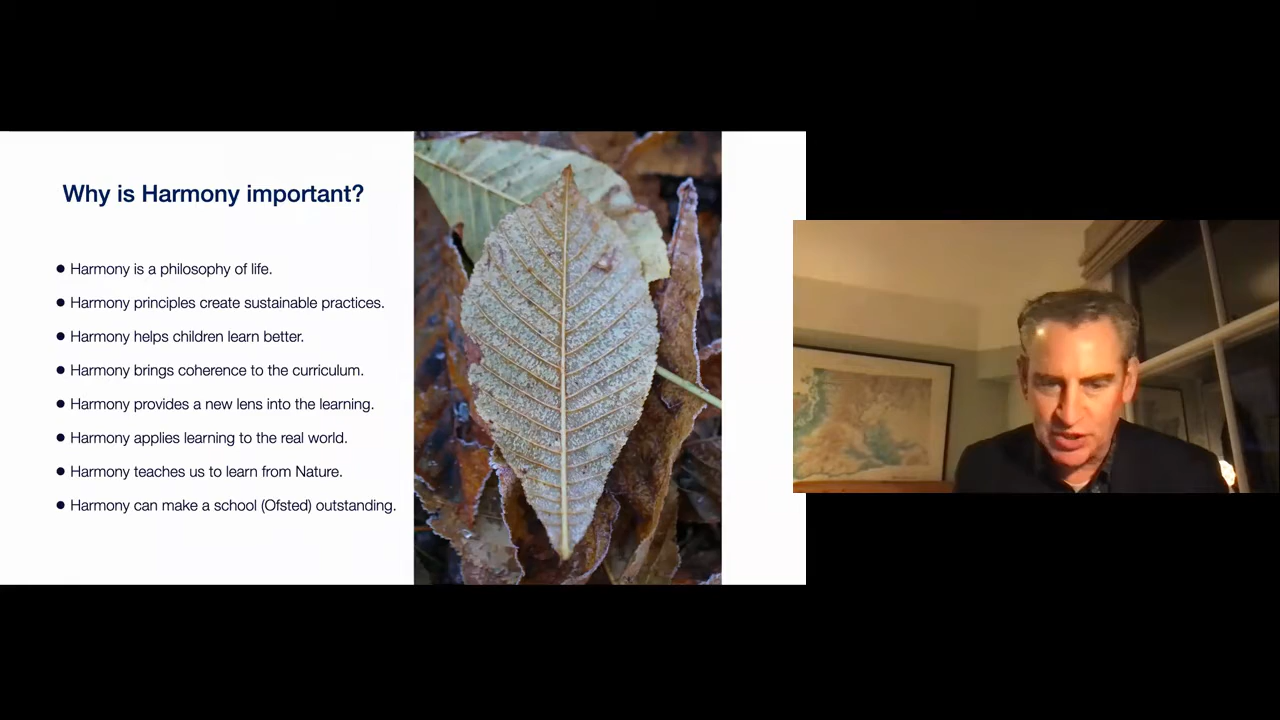 Why is Harmony important?
● Harmony is a philosophy of life.
● Harmony principles create sustainable practices.
● Harmony helps children learn better.
● Harmony brings coherence to the curriculum.
● Harmony provides a new lens into the learning.
● Harmony applies learning to the real world.
● Harmony teaches us to learn from Nature.
● Harmony can make a school (Ofsted) outstanding.